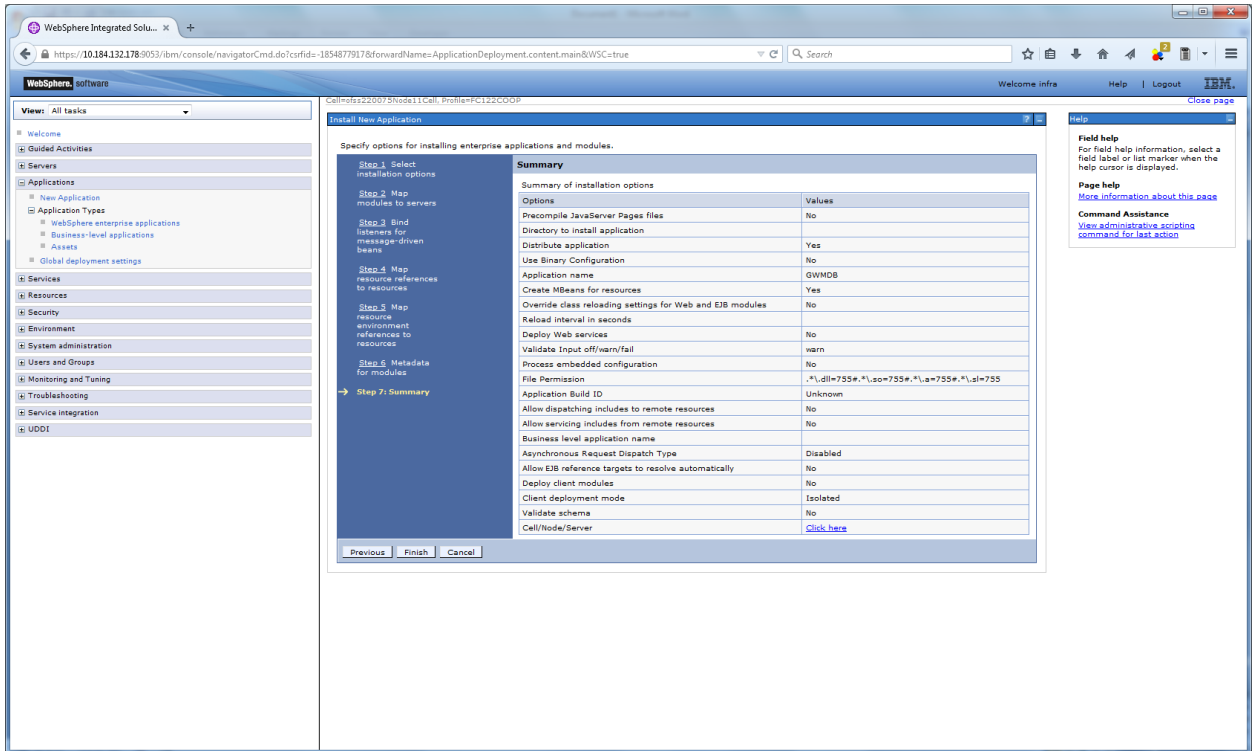 WebSphere Integrated Solu... × +
https://10.184.132.178:9053/ibm/console/navigatorCmd.do?csrfid=-1854877917&forwardName=ApplicationDeployment.content.main&WSC=true
Search
2
WebSphere. software
Welcome infra
Help | Logout
IBM.
View: All tasks
Welcome
Guided Activities
Servers
Applications
New Application
Application Types
WebSphere enterprise applications
Business-level applications
Assets
Global deployment settings
Services
Resources
Security
Environment
System administration
Users and Groups
Monitoring and Tuning
Troubleshooting
Service integration
UDDI
Cell=ofss220075Node11Cell, Profile=FC122COOP
Close page
Install New Application
Specify options for installing enterprise applications and modules.
Step 1 Select
installation options
Step 2 Map
modules to servers
Step 3 Bind
listeners for
message-driven
beans
Step 4 Map
resource references
to resources
Step 5 Map
resource
environment
references to
resources
Step 6 Metadata
for modules
Step 7: Summary
Summary
Summary of installation options
Options Values
Precompile JavaServer Pages files No
Directory to install application
Distribute application Yes
Use Binary Configuration No
Application name GWMDB
Create MBeans for resources Yes
Override class reloading settings for Web and EJB modules No
Reload interval in seconds
Deploy Web services No
Validate Input off/warn/fail warn
Process embedded configuration No
File Permission .*\.dll=755#.*\.so=755#.*\.a=755#.*\.sl=755
Application Build ID Unknown
Allow dispatching includes to remote resources No
Allow servicing includes from remote resources No
Business level application name
Asynchronous Request Dispatch Type Disabled
Allow EJB reference targets to resolve automatically No
Deploy client modules No
Client deployment mode Isolated
Validate schema No
Cell/Node/Server Click here
Previous Finish Cancel
Help
Field help
For field help information, select a
field label or list marker when the
help cursor is displayed.
Page help
More information about this page
Command Assistance
View administrative scripting
command for last action